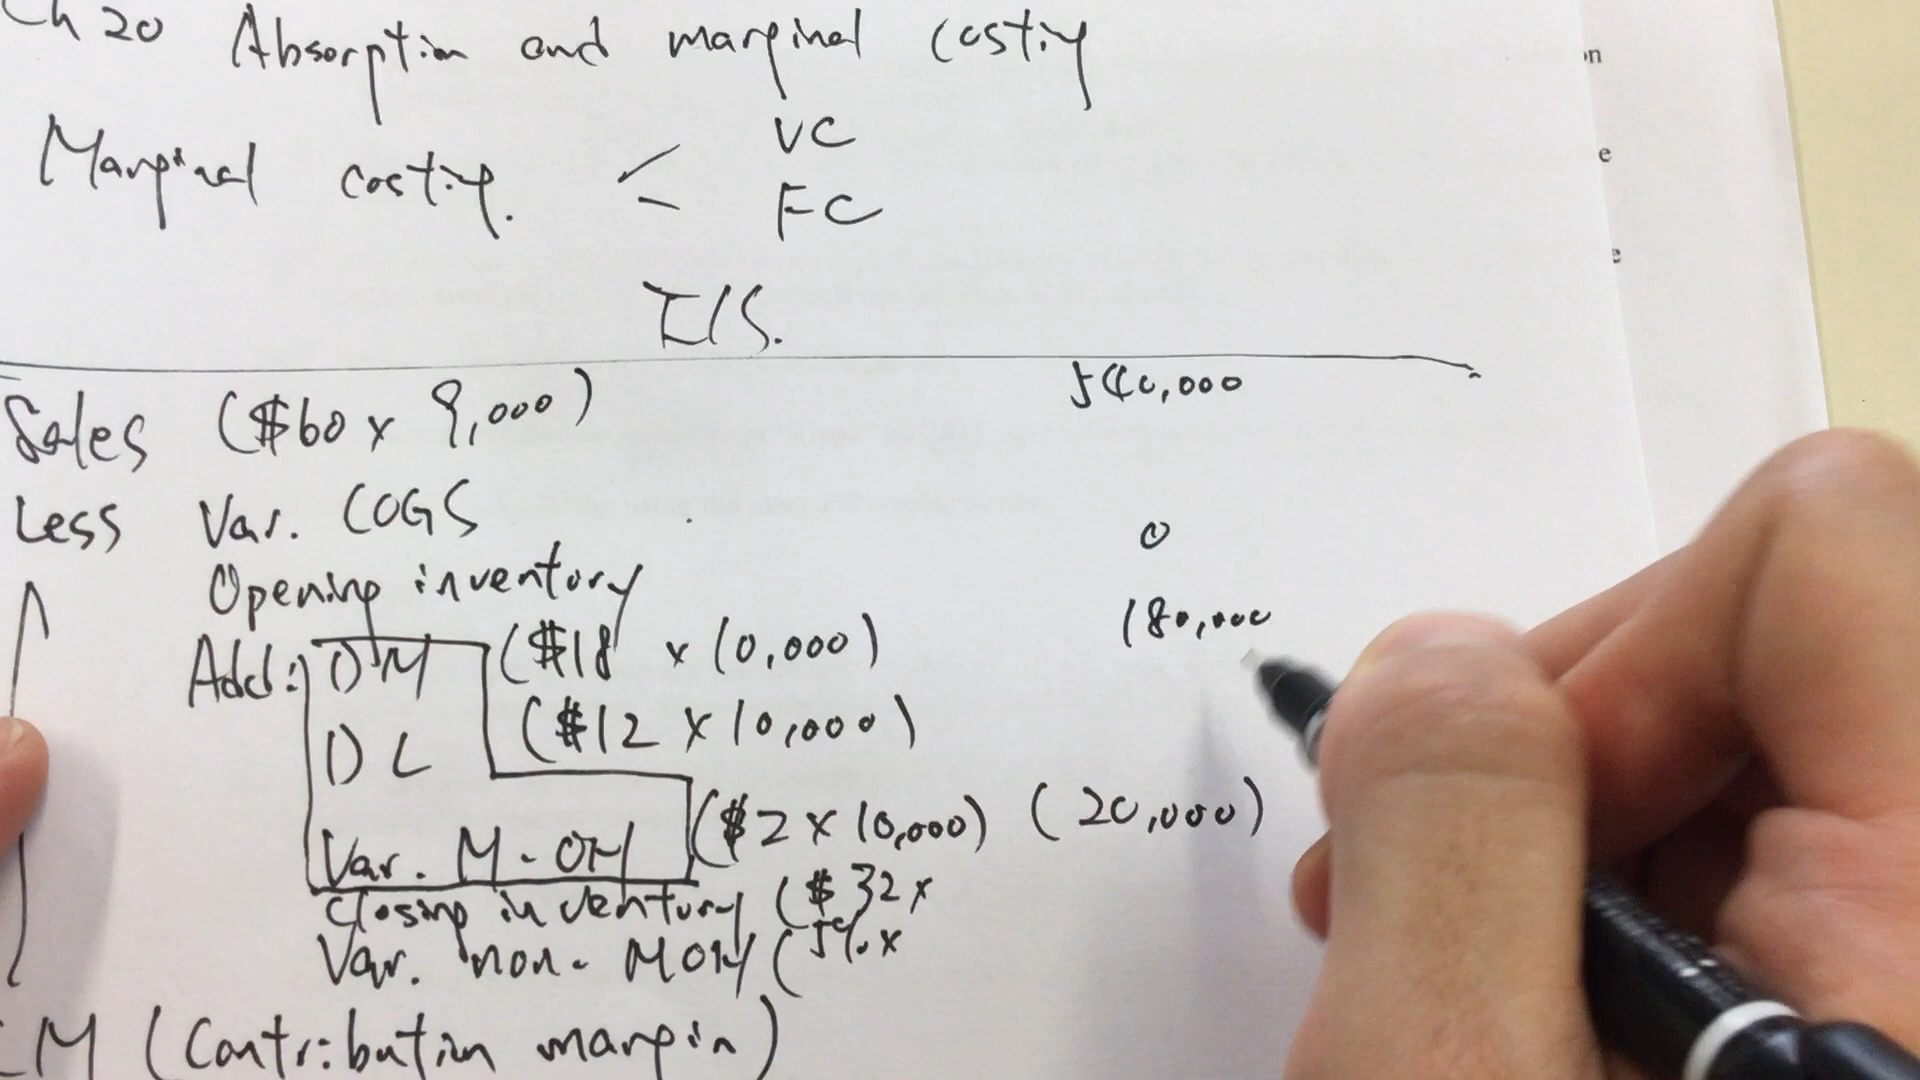 Ch 20 Absorption and marginal costing
Marginal costing. VC
FC
I/S.
Sales ($60 x 9,000) 540,000
Less Var. COGS
Opening inventory 0
Add: DM ($18 x 10,000) 180,000
DL ($12 x 10,000)
Var. M-OH ($2 x 10,000) (20,000)
Closing inventory ($32 x
Var. non-MOH (5% x
CM (Contribution margin)
on
e
e